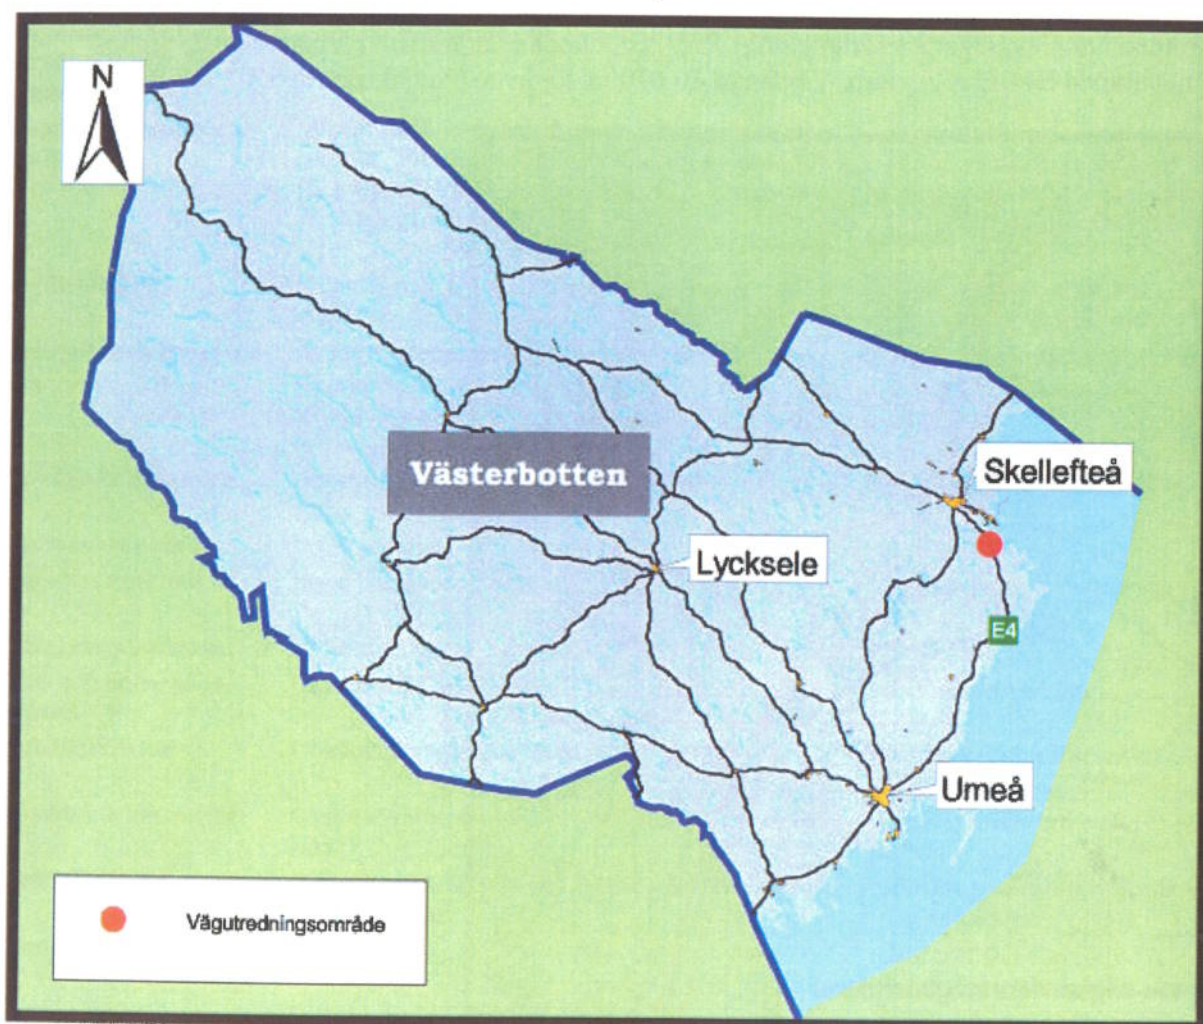 N
Västerbotten
Skellefteå
Lycksele
E4
Umeå
Vägutredningsområde